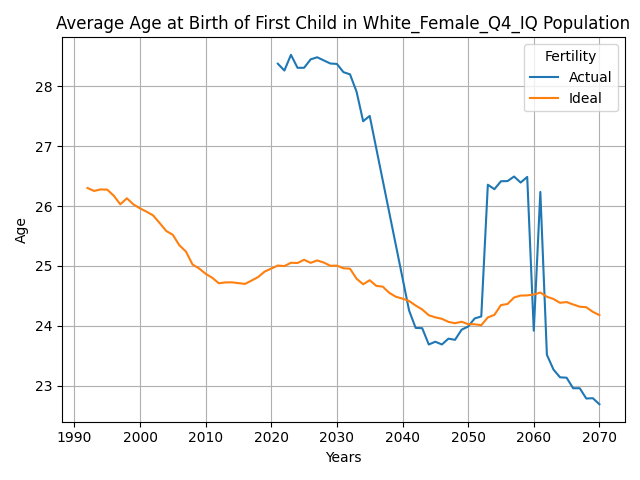 Average Age at Birth of First Child in White_Female_Q4_IQ Population
Fertility
Actual
Ideal
28
27
26
25
24
23
Age
1990
2000
2010
2020
2030
2040
2050
2060
2070
Years